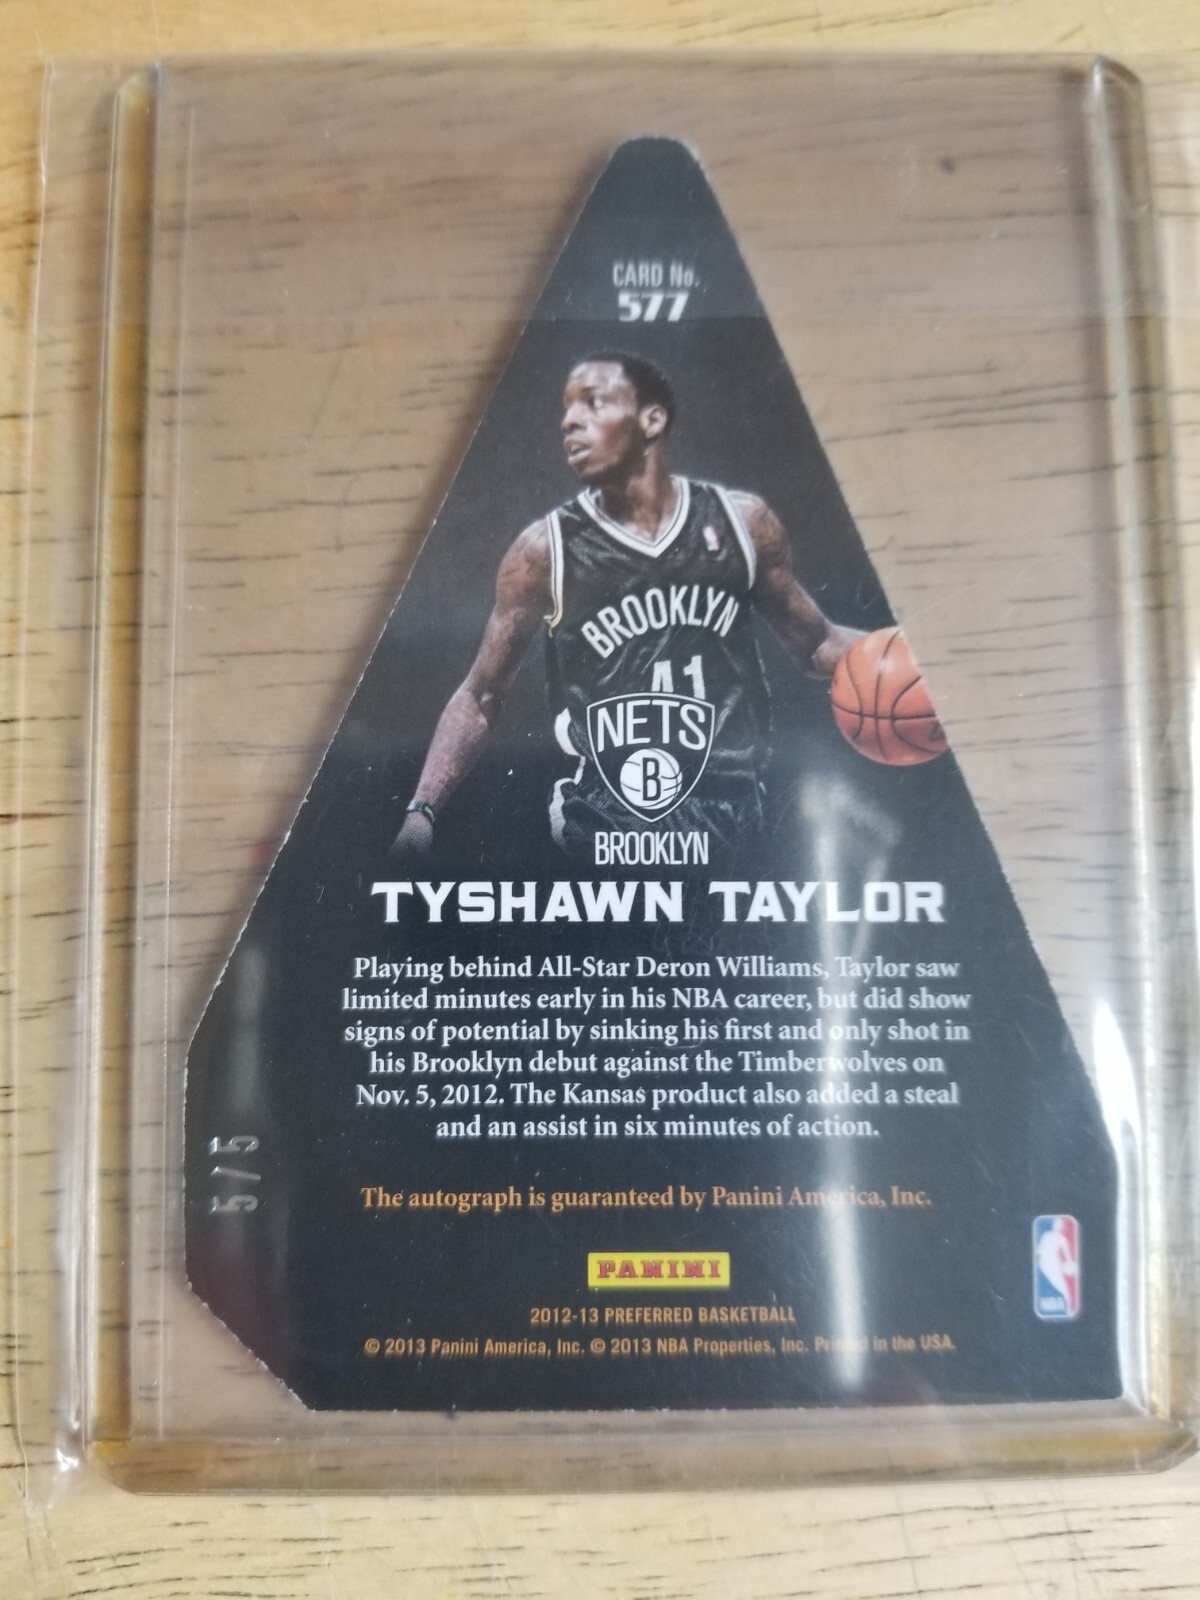 CARD No.
577
BROOKLYN
41
NETS
B
BROOKLYN
TYSHAWN TAYLOR
Playing behind All-Star Deron Williams, Taylor saw
limited minutes early in his NBA career, but did show
signs of potential by sinking his first and only shot in
his Brooklyn debut against the Timberwolves on
Nov. 5, 2012. The Kansas product also added a steal
and an assist in six minutes of action.
5/5
The autograph is guaranteed by Panini America, Inc.
PANINI
NBA
2012-13 PREFERRED BASKETBALL
© 2013 Panini America, Inc. © 2013 NBA Properties, Inc. Printed in the USA.